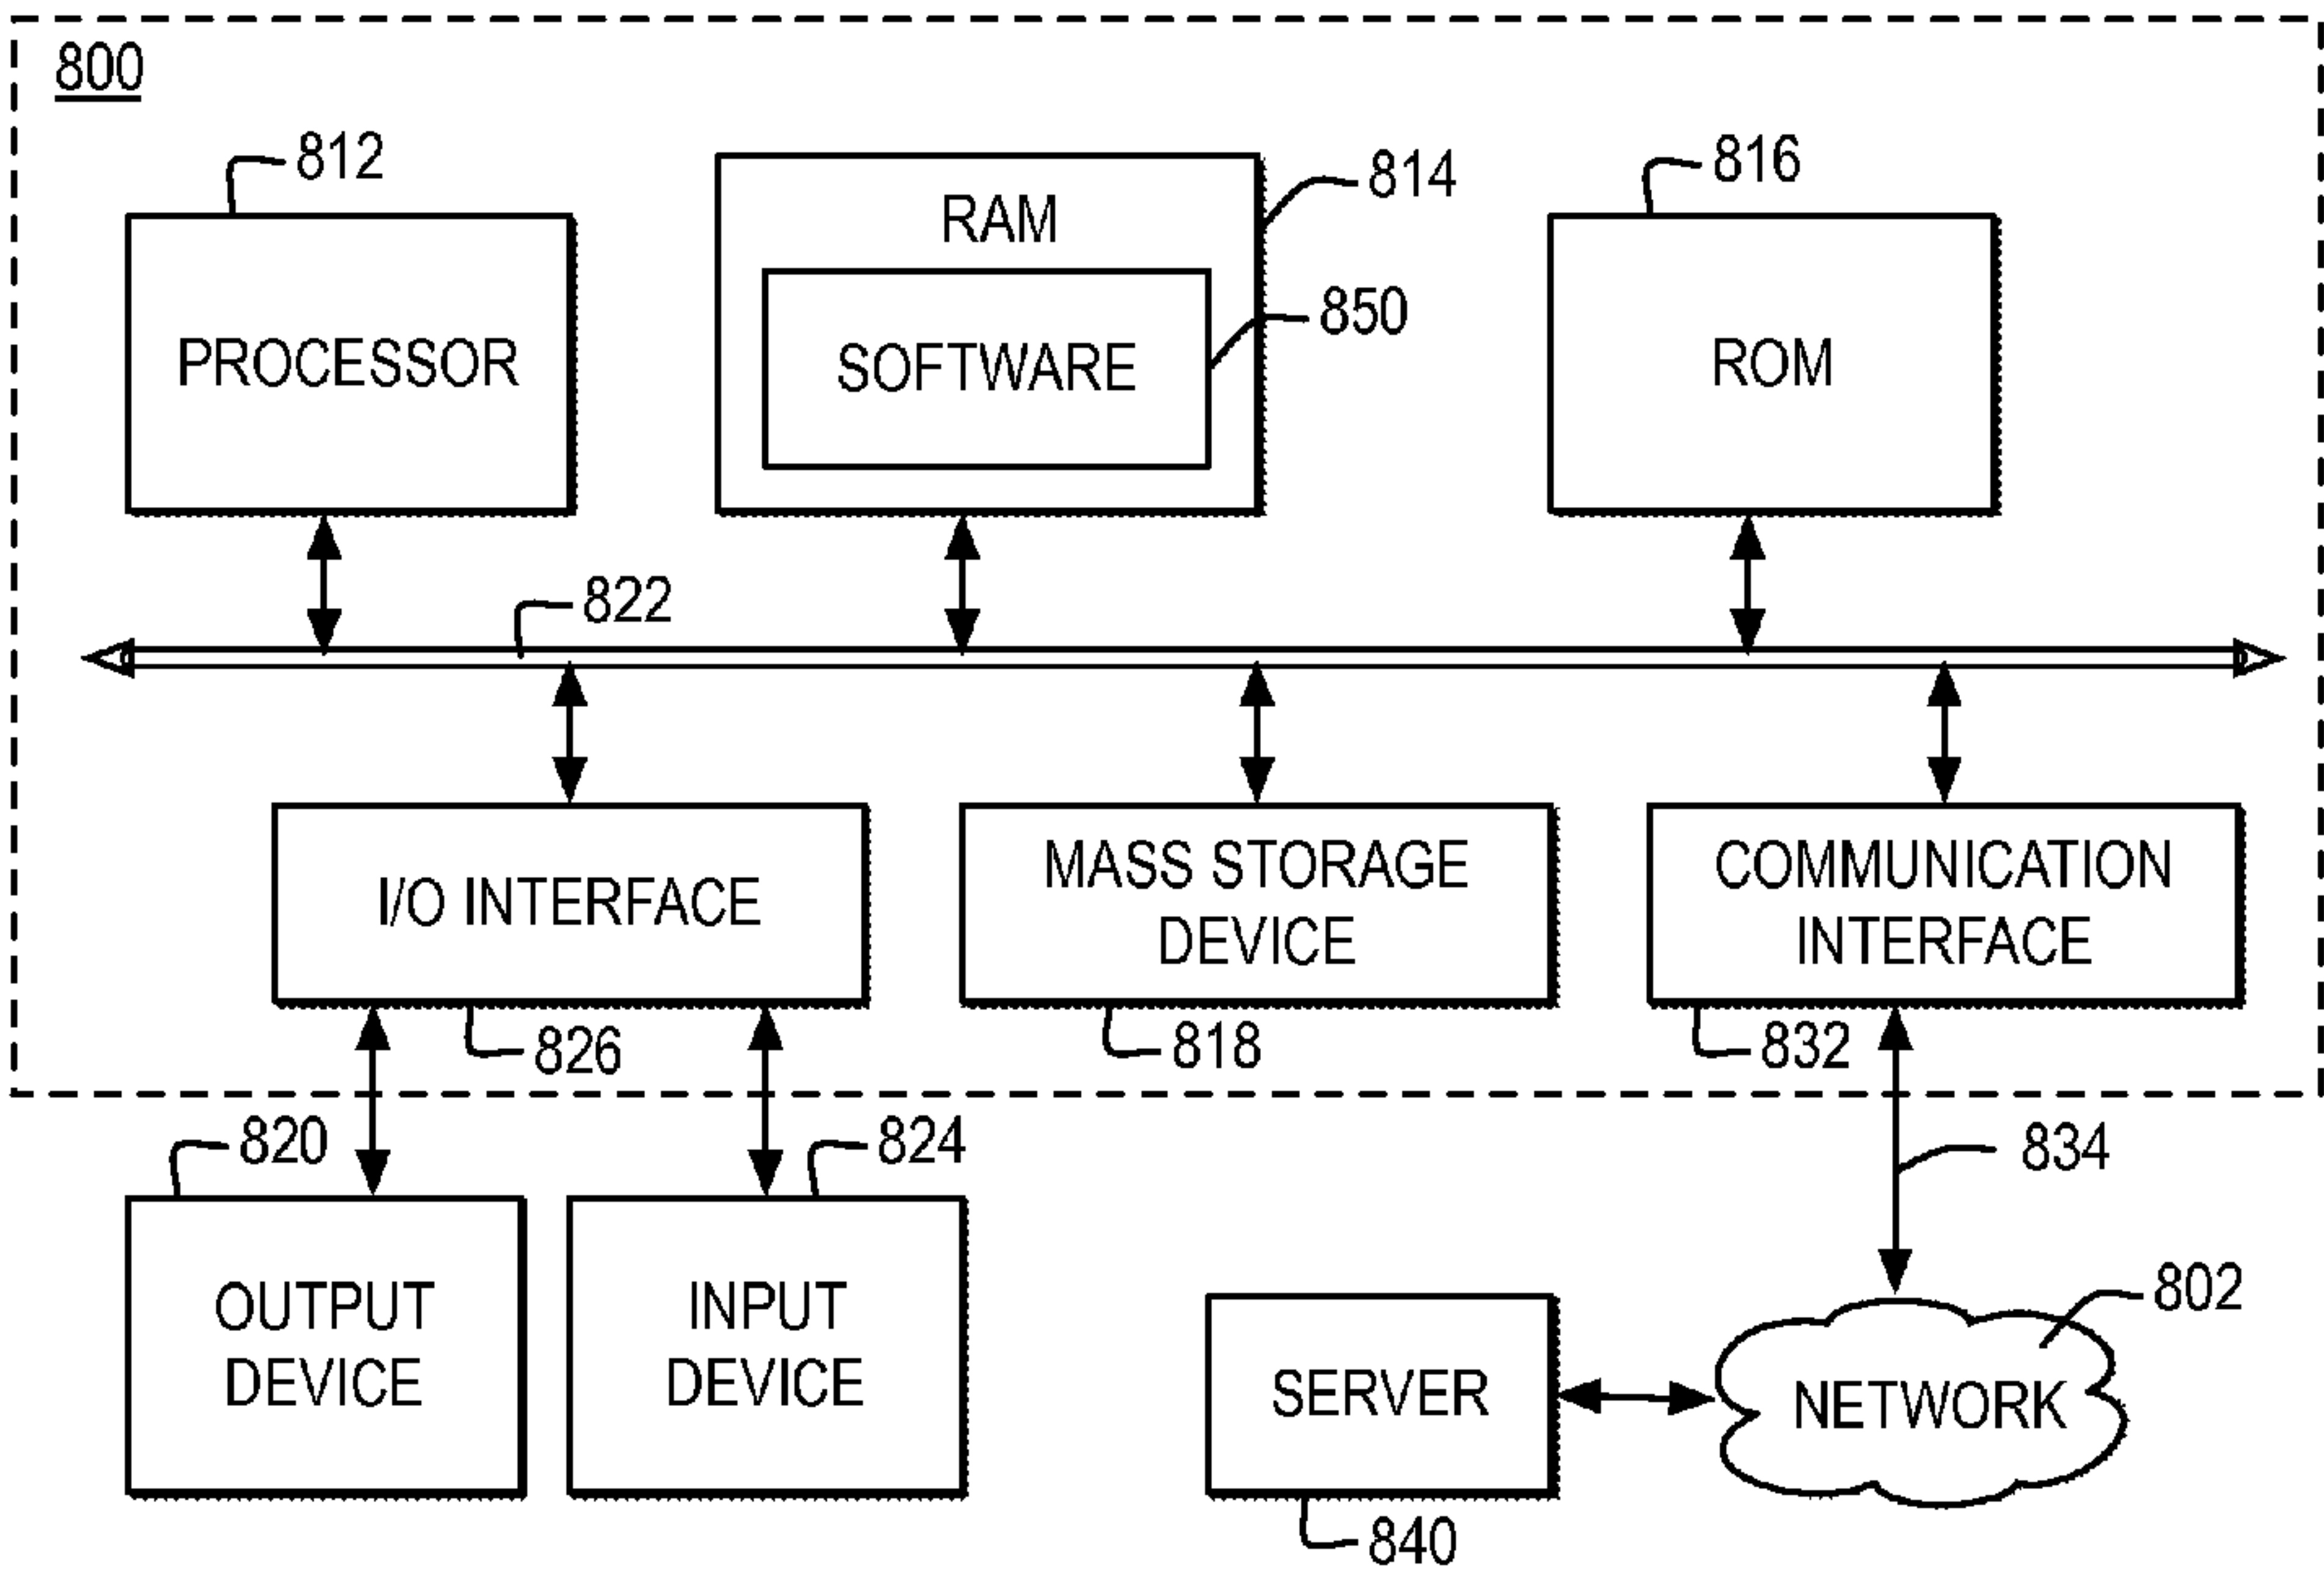 800
812
814
816
RAM
850
PROCESSOR
SOFTWARE
ROM
822
I/O INTERFACE
MASS STORAGE
DEVICE
COMMUNICATION
INTERFACE
826
818
832
820
824
834
OUTPUT
DEVICE
INPUT
DEVICE
802
SERVER
NETWORK
840